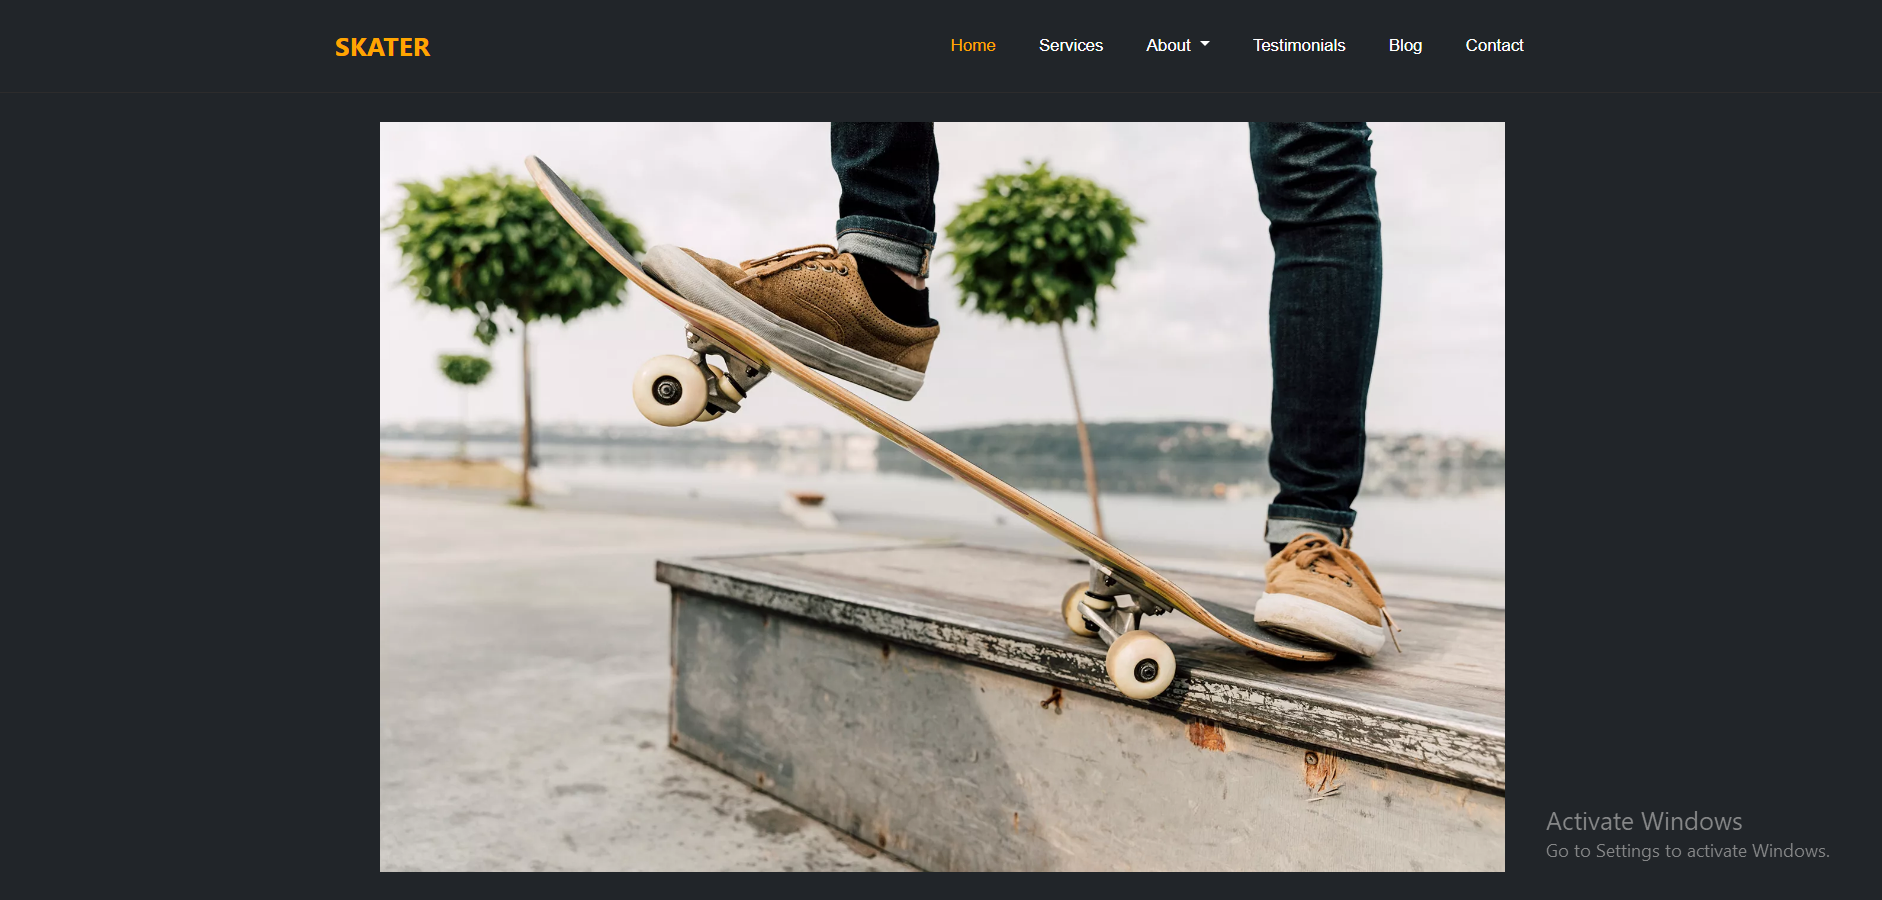 SKATER
Home Services About Testimonials Blog Contact
Activate Windows
Go to Settings to activate Windows.